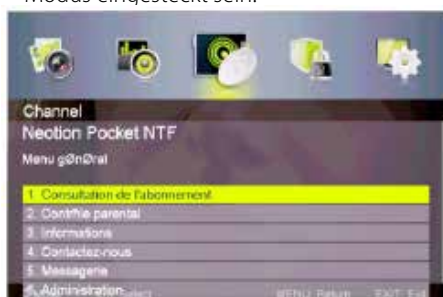 Modus eingesteckt sein.
Channel
Neotion Pocket NTF
Menu gØnØral
1. Consultation de l'abonnement
2. Contrôle parental
3. Informations
4. Contactez-nous
5. Messagerie
6. Administration
MENU: Return EXIT: Exit